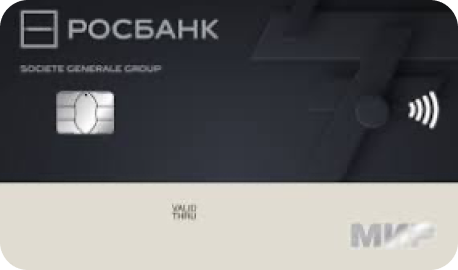 РОСБАНК
SOCIETE GENERALE GROUP
VALID
THRU
МИР